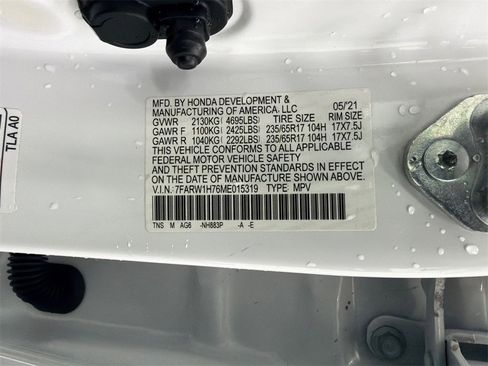 MFD. BY HONDA DEVELOPMENT & 05/'21
MANUFACTURING OF AMERICA, LLC
GVWR 2130KG (4695LBS) TIRE SIZE RIM SIZE
GAWR F 1100KG (2425LBS) 235/65R17 104H 17X7.5J
GAWR R 1040KG (2292LBS) 235/65R17 104H 17X7.5J
THIS VEHICLE CONFORMS TO ALL APPLICABLE
FEDERAL MOTOR VEHICLE SAFETY
AND THEFT PREVENTION STANDARDS IN EFFECT ON
THE DATE OF MANUFACTURE SHOWN ABOVE.
V.I.N.: 7FARW1H76ME015319 TYPE: MPV
TNS M AG6 -NH883P -A -E
TLA A0